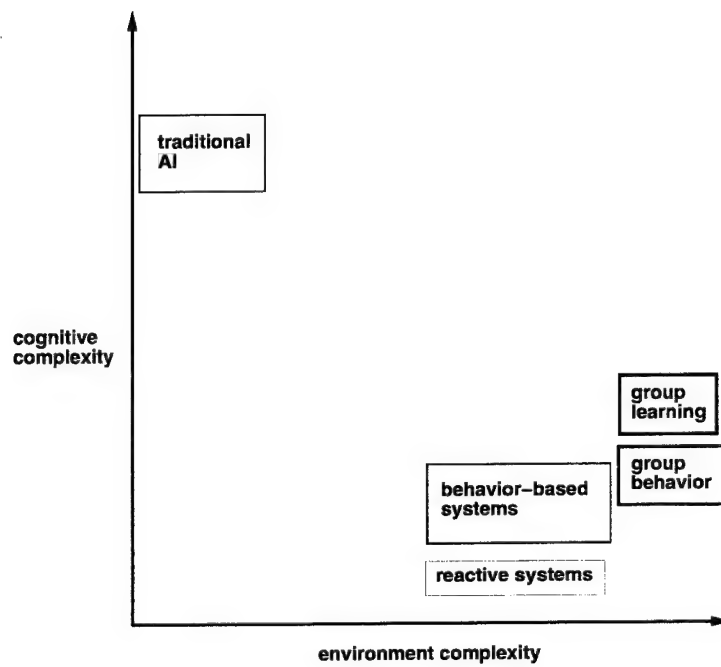 traditional
AI
cognitive
complexity
group
learning
group
behavior
behavior–based
systems
reactive systems
environment complexity